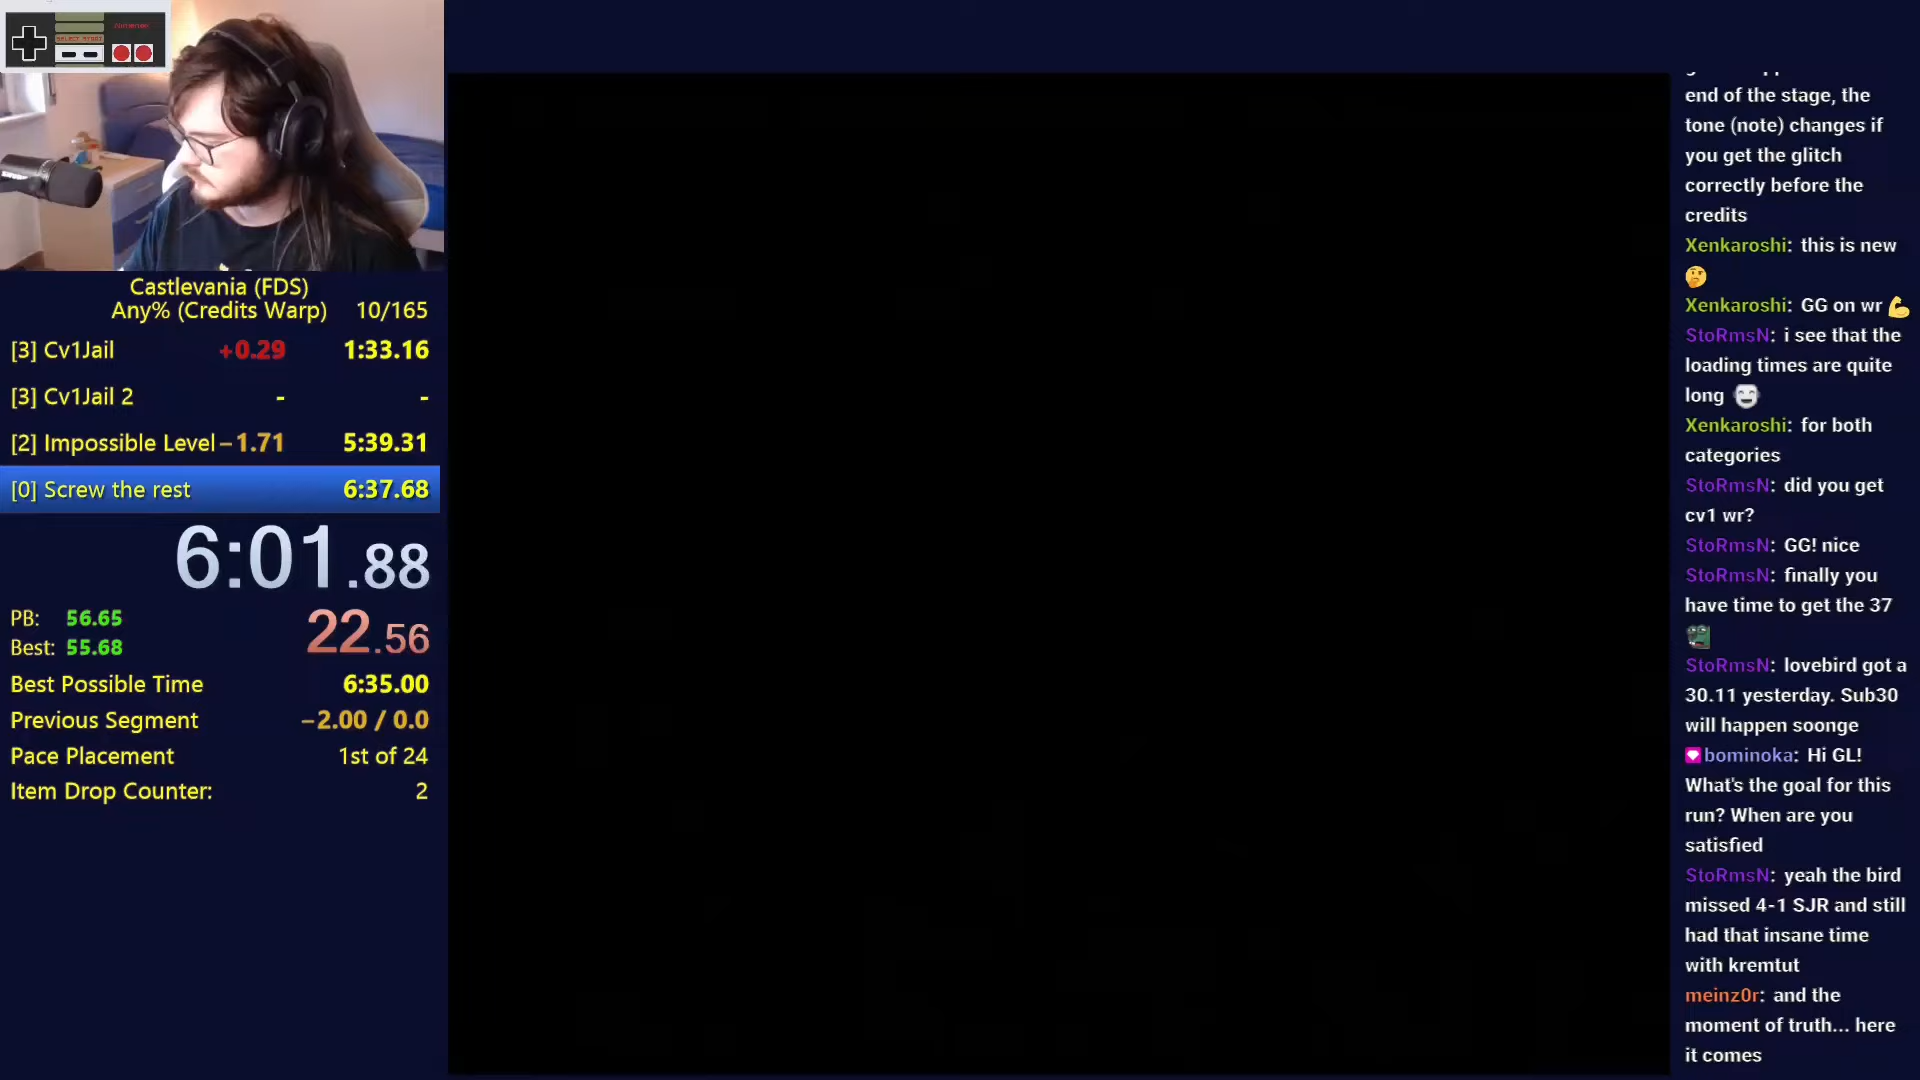 Nintendo
SELECT START
Castlevania (FDS)
Any% (Credits Warp) 10/165
[3] Cv1Jail +0.29 1:33.16
[3] Cv1Jail 2 - -
[2] Impossible Level −1.71 5:39.31
[0] Screw the rest 6:37.68
6:01.88
PB: 56.65
22.56
Best: 55.68
Best Possible Time 6:35.00
Previous Segment −2.00 / 0.0
Pace Placement 1st of 24
Item Drop Counter: 2
end of the stage, the
tone (note) changes if
you get the glitch
correctly before the
credits
Xenkaroshi: this is new
🤔
Xenkaroshi: GG on wr 💪
StoRmsN: i see that the
loading times are quite
long
Xenkaroshi: for both
categories
StoRmsN: did you get
cv1 wr?
StoRmsN: GG! nice
StoRmsN: finally you
have time to get the 37
StoRmsN: lovebird got a
30.11 yesterday. Sub30
will happen soonge
bominoka: Hi GL!
What's the goal for this
run? When are you
satisfied
StoRmsN: yeah the bird
missed 4-1 SJR and still
had that insane time
with kremtut
meinz0r: and the
moment of truth... here
it comes